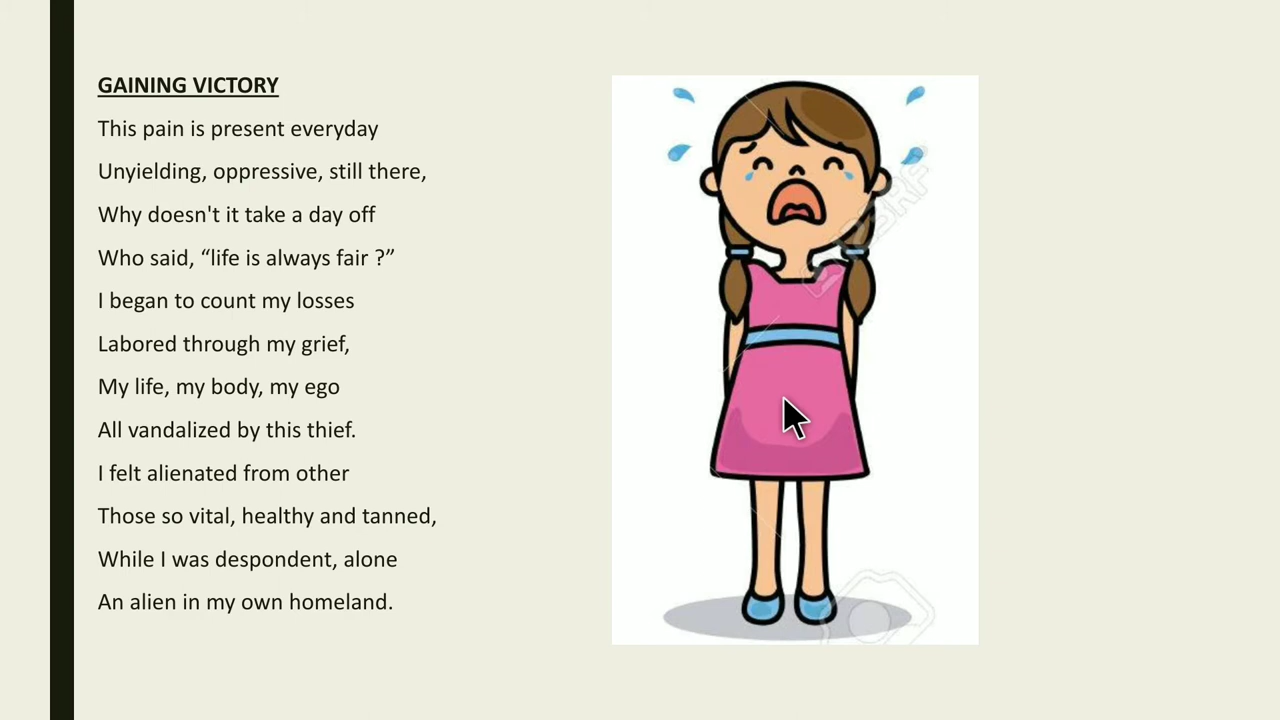 GAINING VICTORY
This pain is present everyday
Unyielding, oppressive, still there,
Why doesn't it take a day off
Who said, “life is always fair ?”
I began to count my losses
Labored through my grief,
My life, my body, my ego
All vandalized by this thief.
I felt alienated from other
Those so vital, healthy and tanned,
While I was despondent, alone
An alien in my own homeland.